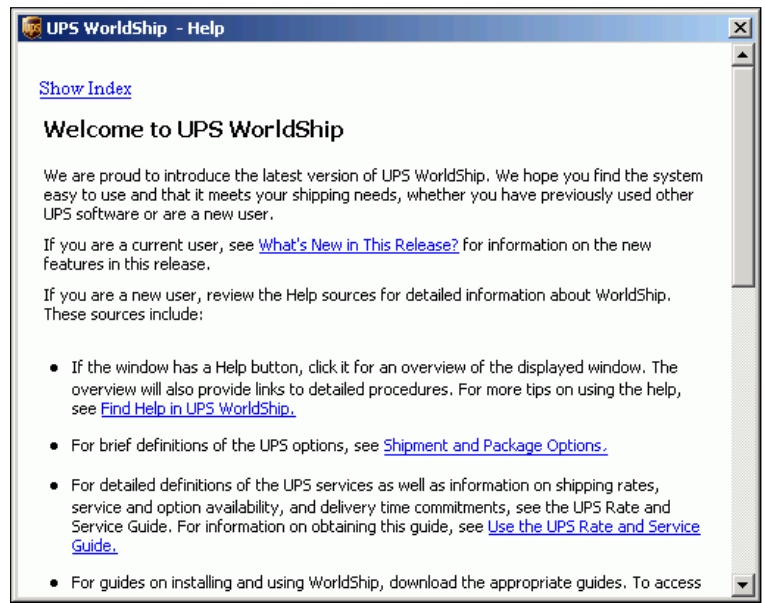 UPS WorldShip - Help
Show Index
Welcome to UPS WorldShip
We are proud to introduce the latest version of UPS WorldShip. We hope you find the system
easy to use and that it meets your shipping needs, whether you have previously used other
UPS software or are a new user.
If you are a current user, see What's New in This Release? for information on the new
features in this release.
If you are a new user, review the Help sources for detailed information about WorldShip.
These sources include:
• If the window has a Help button, click it for an overview of the displayed window. The
overview will also provide links to detailed procedures. For more tips on using the help,
see Find Help in UPS WorldShip.
• For brief definitions of the UPS options, see Shipment and Package Options.
• For detailed definitions of the UPS services as well as information on shipping rates,
service and option availability, and delivery time commitments, see the UPS Rate and
Service Guide. For information on obtaining this guide, see Use the UPS Rate and Service
Guide.
• For guides on installing and using WorldShip, download the appropriate guides. To access